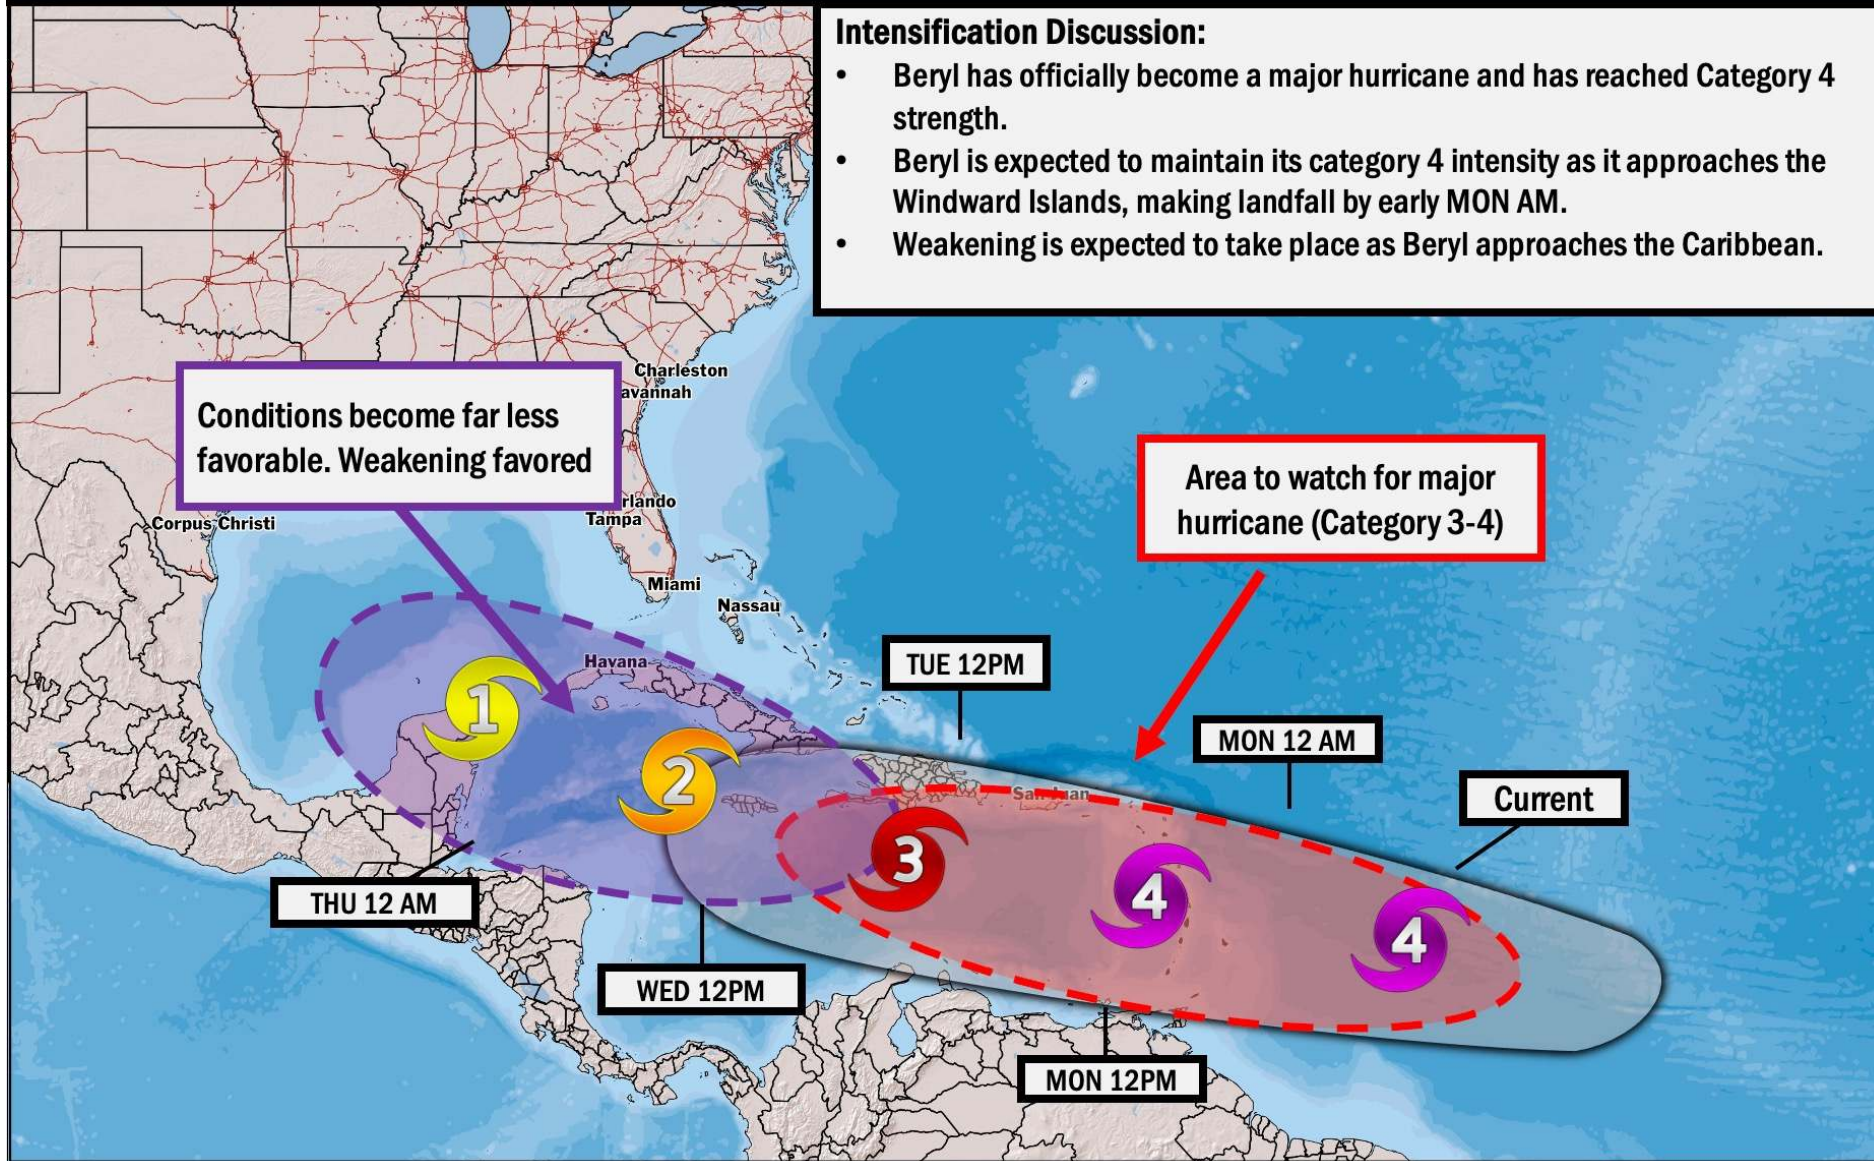 Intensification Discussion:
• Beryl has officially become a major hurricane and has reached Category 4
strength.
• Beryl is expected to maintain its category 4 intensity as it approaches the
Windward Islands, making landfall by early MON AM.
• Weakening is expected to take place as Beryl approaches the Caribbean.
Charleston
avannah
Conditions become far less
favorable. Weakening favored
Area to watch for major
hurricane (Category 3-4)
rlando
Tampa
Corpus Christi
Miami
Nassau
Havana
TUE 12PM
1
MON 12 AM
2
San Juan
Current
3
4
4
THU 12 AM
WED 12PM
MON 12PM